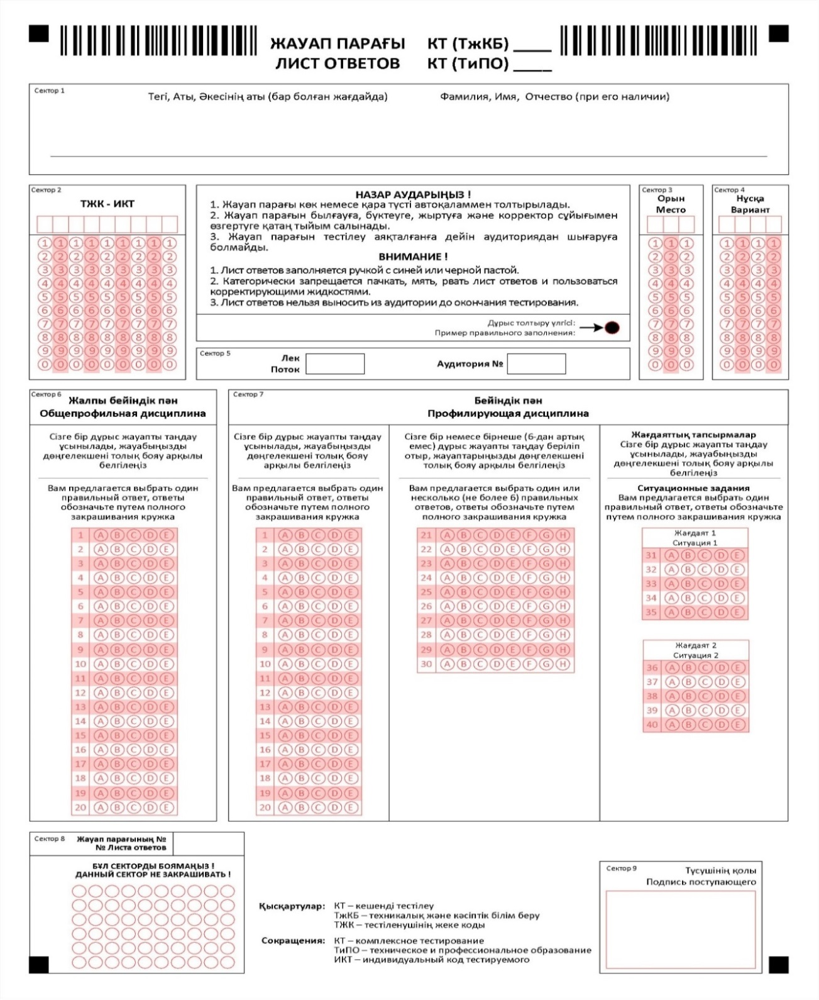 ЖАУАП ПАРАҒЫ КТ (ТжКБ) ____
ЛИСТ ОТВЕТОВ КТ (ТиПО) ____
Сектор 1
Тегі, Аты, Әкесінің аты (бар болған жағдайда) Фамилия, Имя, Отчество (при его наличии)
Сектор 2
ТЖК - ИКТ
1 1 1 1 1 1 1 1 1
2 2 2 2 2 2 2 2 2
3 3 3 3 3 3 3 3 3
4 4 4 4 4 4 4 4 4
5 5 5 5 5 5 5 5 5
6 6 6 6 6 6 6 6 6
7 7 7 7 7 7 7 7 7
8 8 8 8 8 8 8 8 8
9 9 9 9 9 9 9 9 9
0 0 0 0 0 0 0 0 0
НАЗАР АУДАРЫҢЫЗ !
1. Жауап парағы көк немесе қара түсті автоқаламмен толтырылады.
2. Жауап парағын былғауға, бүктеуге, жыртуға және корректор сұйығымен
өзгертуге қатаң тыйым салынады.
3. Жауап парағын тестілеу аяқталғанға дейін аудиториядан шығаруға
болмайды.
ВНИМАНИЕ !
1. Лист ответов заполняется ручкой с синей или черной пастой.
2. Категорически запрещается пачкать, мять, рвать лист ответов и пользоваться
корректирующими жидкостями.
3. Лист ответов нельзя выносить из аудитории до окончания тестирования.
Дұрыс толтыру үлгісі:
Пример правильного заполнения:
Сектор 3
Орын
Место
1 1 1
2 2 2
3 3 3
4 4 4
5 5 5
6 6 6
7 7 7
8 8 8
9 9 9
0 0 0
Сектор 4
Нұсқа
Вариант
1 1 1 1
2 2 2 2
3 3 3 3
4 4 4 4
5 5 5 5
6 6 6 6
7 7 7 7
8 8 8 8
9 9 9 9
0 0 0 0
Сектор 5
Лек
Поток
Аудитория №
Сектор 6
Жалпы бейіндік пән
Общепрофильная дисциплина
Сізге бір дұрыс жауапты таңдау
ұсынылады, жауабыңызды
дөңгелекшені толық бояу арқылы
белгілеңіз
Вам предлагается выбрать один
правильный ответ, ответы
обозначьте путем полного
закрашивания кружка
1 A B C D E
2 A B C D E
3 A B C D E
4 A B C D E
5 A B C D E
6 A B C D E
7 A B C D E
8 A B C D E
9 A B C D E
10 A B C D E
11 A B C D E
12 A B C D E
13 A B C D E
14 A B C D E
15 A B C D E
16 A B C D E
17 A B C D E
18 A B C D E
19 A B C D E
20 A B C D E
Сектор 7
Бейіндік пән
Профилирующая дисциплина
Сізге бір дұрыс жауапты таңдау
ұсынылады, жауабыңызды
дөңгелекшені толық бояу
арқылы белгілеңіз
Вам предлагается выбрать один
правильный ответ, ответы
обозначьте путем полного
закрашивания кружка
1 A B C D E
2 A B C D E
3 A B C D E
4 A B C D E
5 A B C D E
6 A B C D E
7 A B C D E
8 A B C D E
9 A B C D E
10 A B C D E
11 A B C D E
12 A B C D E
13 A B C D E
14 A B C D E
15 A B C D E
16 A B C D E
17 A B C D E
18 A B C D E
19 A B C D E
20 A B C D E
Сізге бір немесе бірнеше (6-дан артық
емес) дұрыс жауапты таңдау беріліп
отыр, жауаптарыңызды дөңгелекшені
толық бояу арқылы белгілеңіз
Вам предлагается выбрать один или
несколько (не более 6) правильных
ответов, ответы обозначьте путем
полного закрашивания кружка
21 A B C D E F G H
22 A B C D E F G H
23 A B C D E F G H
24 A B C D E F G H
25 A B C D E F G H
26 A B C D E F G H
27 A B C D E F G H
28 A B C D E F G H
29 A B C D E F G H
30 A B C D E F G H
Жағдаяттық тапсырмалар
Сізге бір дұрыс жауапты таңдау
ұсынылады, жауабыңызды
дөңгелекшені толық бояу арқылы
белгілеңіз
Ситуационные задания
Вам предлагается выбрать один
правильный ответ, ответы обозначьте
путем полного закрашивания кружка
Жағдаят 1
Ситуация 1
31 A B C D E
32 A B C D E
33 A B C D E
34 A B C D E
35 A B C D E
Жағдаят 2
Ситуация 2
36 A B C D E
37 A B C D E
38 A B C D E
39 A B C D E
40 A B C D E
Сектор 8
Жауап парағының №
№ Листа ответов
БҰЛ СЕКТОРДЫ БОЯМАҢЫЗ !
ДАННЫЙ СЕКТОР НЕ ЗАКРАШИВАТЬ !
Қысқартулар: КТ – кешенді тестілеу
ТжКБ – техникалық және кәсіптік білім беру
ТЖК – тестіленушінің жеке коды
Сокращения: КТ – комплексное тестирование
ТиПО – техническое и профессиональное образование
ИКТ – индивидуальный код тестируемого
Сектор 9
Түсушінің қолы
Подпись поступающего